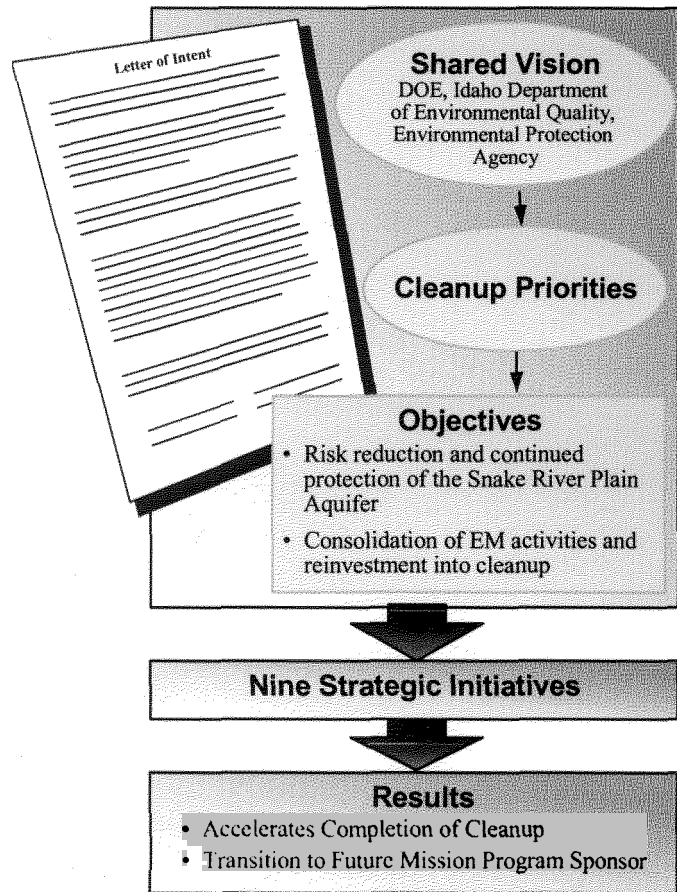 Letter of Intent
Shared Vision
DOE, Idaho Department
of Environmental Quality,
Environmental Protection
Agency
Cleanup Priorities
Objectives
• Risk reduction and continued
protection of the Snake River Plain
Aquifer
• Consolidation of EM activities and
reinvestment into cleanup
Nine Strategic Initiatives
Results
• Accelerates Completion of Cleanup
• Transition to Future Mission Program Sponsor